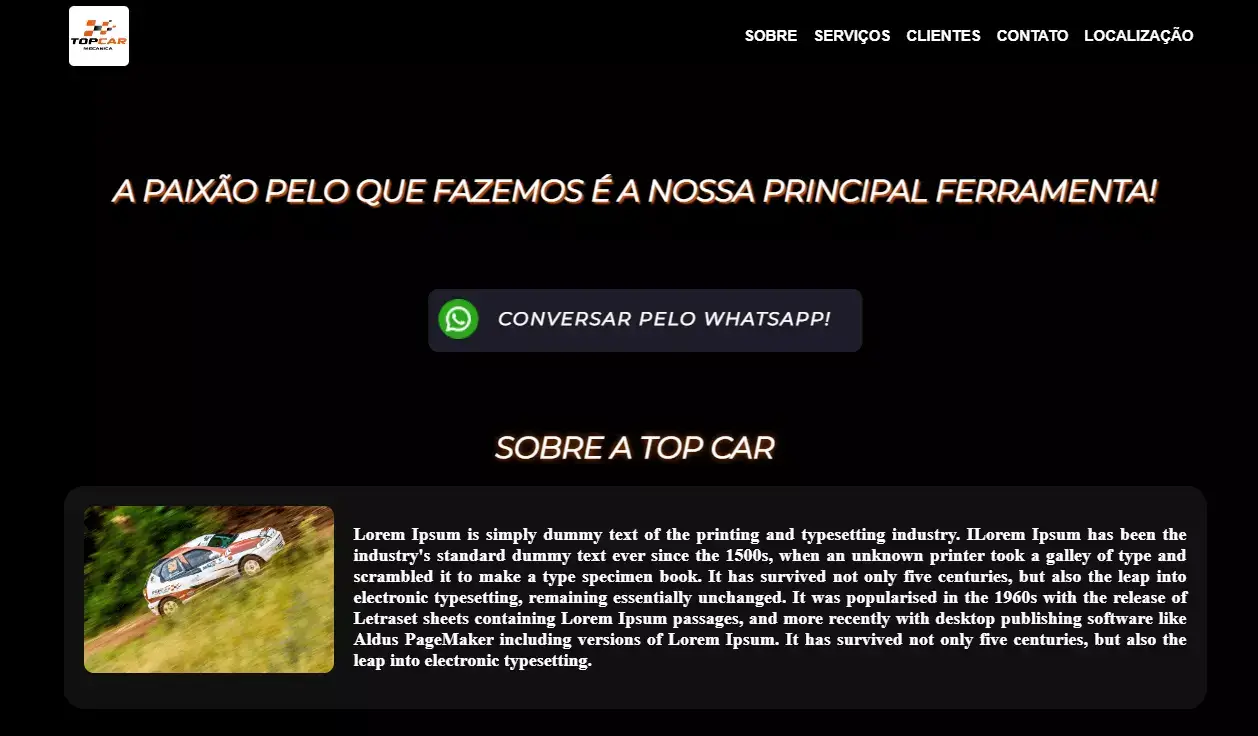 TOPCAR
MECANICA
SOBRE SERVIÇOS CLIENTES CONTATO LOCALIZAÇÃO
A PAIXÃO PELO QUE FAZEMOS É A NOSSA PRINCIPAL FERRAMENTA!
CONVERSAR PELO WHATSAPP!
SOBRE A TOP CAR
Lorem Ipsum is simply dummy text of the printing and typesetting industry. ILorem Ipsum has been the
industry's standard dummy text ever since the 1500s, when an unknown printer took a galley of type and
scrambled it to make a type specimen book. It has survived not only five centuries, but also the leap into
electronic typesetting, remaining essentially unchanged. It was popularised in the 1960s with the release of
Letraset sheets containing Lorem Ipsum passages, and more recently with desktop publishing software like
Aldus PageMaker including versions of Lorem Ipsum. It has survived not only five centuries, but also the
leap into electronic typesetting.